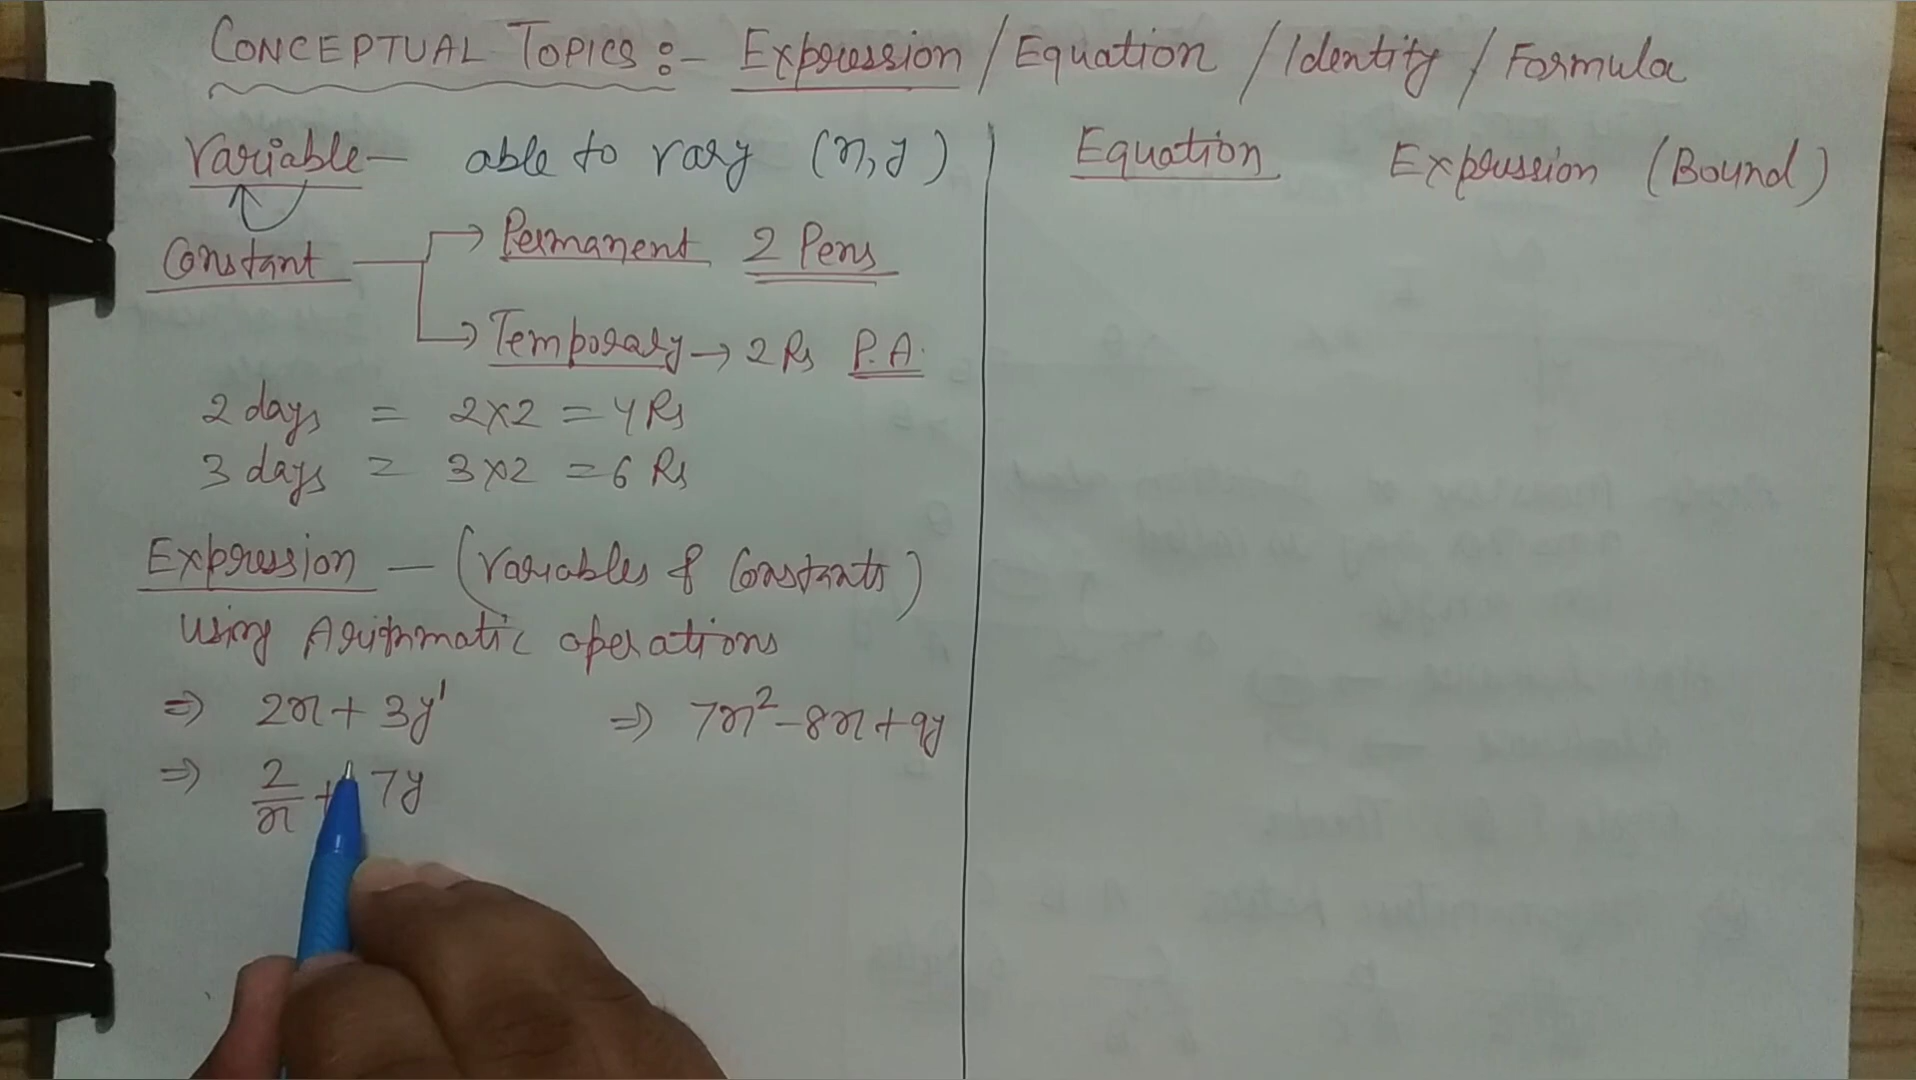 CONCEPTUAL TOPICS :- Expression / Equation / Identity / Formula
Variable - able to vary (x, y)
Constant → Permanent 2 Pens
→ Temporary → 2 Rs P.A.
2 days = 2×2 = 4 Rs
3 days = 3×2 = 6 Rs
Expression - (Variables & Constants)
using Arithmatic operations
⇒ 2x + 3y' ⇒ 7x² - 8x + 9y
⇒ 2/x + 7y
Equation Expression (Bound)